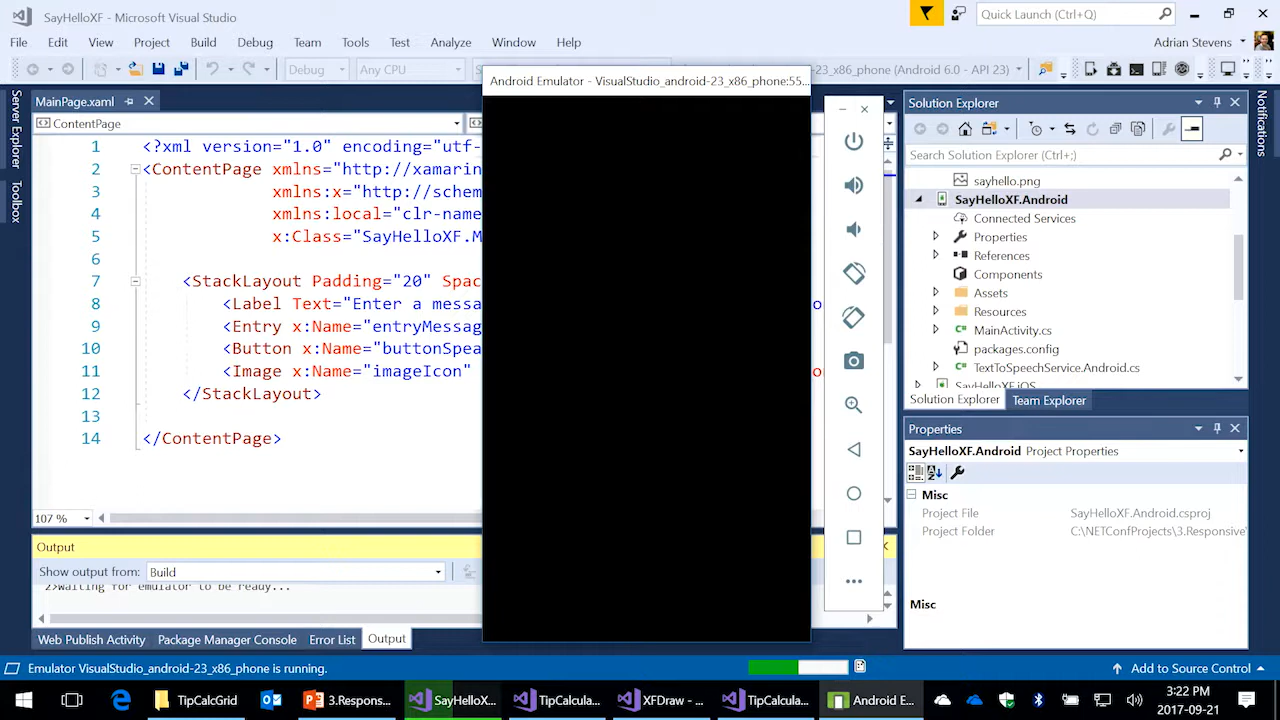 SayHelloXF - Microsoft Visual Studio
Quick Launch (Ctrl+Q)
File Edit View Project Build Debug Team Tools Test Analyze Window Help
Adrian Stevens
Debug Any CPU
_23_x86_phone (Android 6.0 - API 23)
Android Emulator - VisualStudio_android-23_x86_phone:55...
Server Explorer
Toolbox
Notifications
MainPage.xaml
ContentPage
1 <?xml version="1.0" encoding="utf-
2 <ContentPage xmlns="http://xamarin
3 xmlns:x="http://schem
4 xmlns:local="clr-name
5 x:Class="SayHelloXF.M
6
7 <StackLayout Padding="20" Spac
8 <Label Text="Enter a messa
9 <Entry x:Name="entryMessag
10 <Button x:Name="buttonSpea
11 <Image x:Name="imageIcon"
12 </StackLayout>
13
14 </ContentPage>
107 %
Output
Show output from: Build
2>Waiting for emulator to be ready...
Web Publish Activity Package Manager Console Error List Output
Solution Explorer
Search Solution Explorer (Ctrl+;)
sayhello.png
SayHelloXF.Android
Connected Services
Properties
References
Components
Assets
Resources
MainActivity.cs
packages.config
TextToSpeechService.Android.cs
SayHelloXF.iOS
Solution Explorer Team Explorer
Properties
SayHelloXF.Android Project Properties
Misc
Project File SayHelloXF.Android.csproj
Project Folder C:\NETConfProjects\3.Responsive\
Misc
Emulator VisualStudio_android-23_x86_phone is running.
Add to Source Control
TipCalcGrid
3.Respons...
SayHelloX...
TipCalcula...
XFDraw - ...
TipCalcula...
Android E...
3:22 PM
2017-09-21